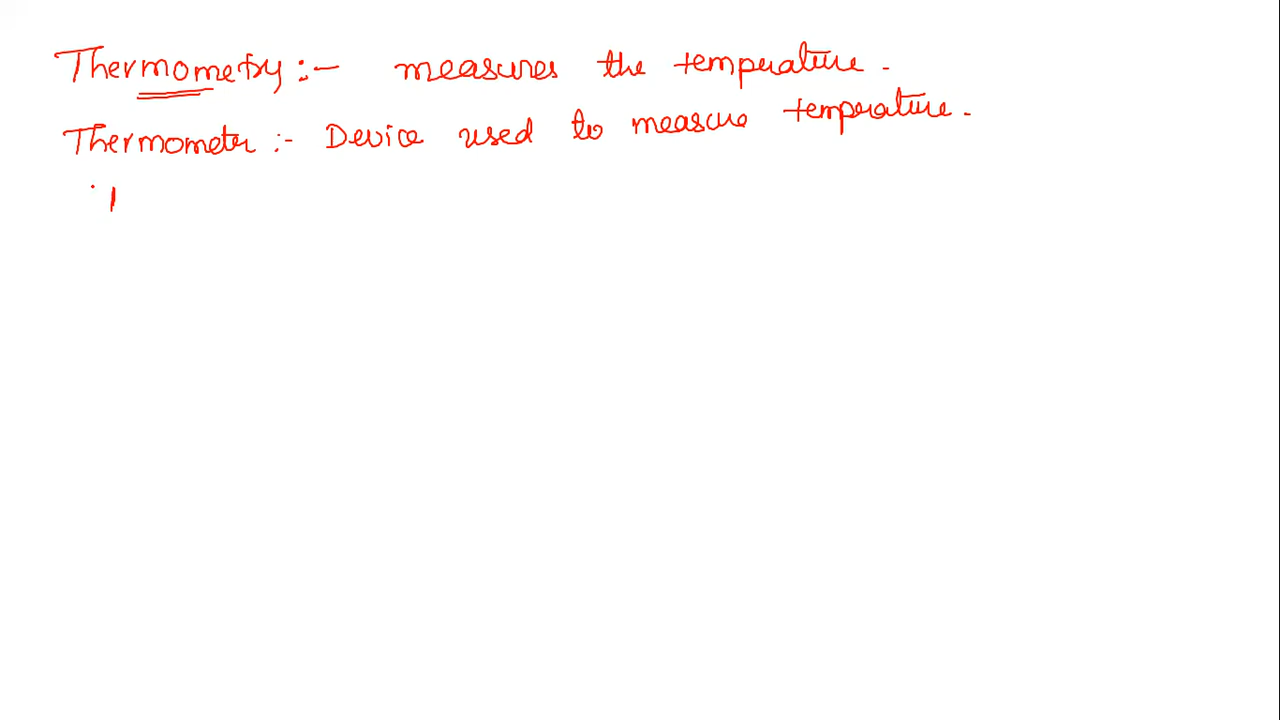 Thermometry :- measures the temperature.
Thermometer :- Device used to measure temperature.